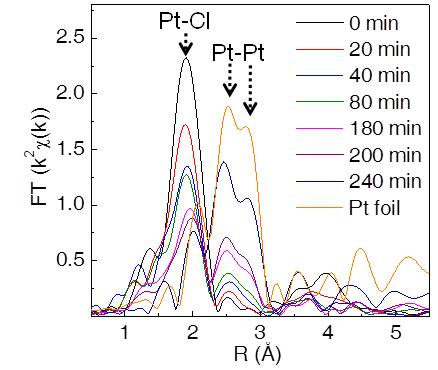 Pt-Cl
Pt-Pt
0 min
20 min
40 min
80 min
180 min
200 min
240 min
Pt foil
FT (k²χ(k))
2.5
2.0
1.5
1.0
0.5
1 2 3 4 5
R (Å)